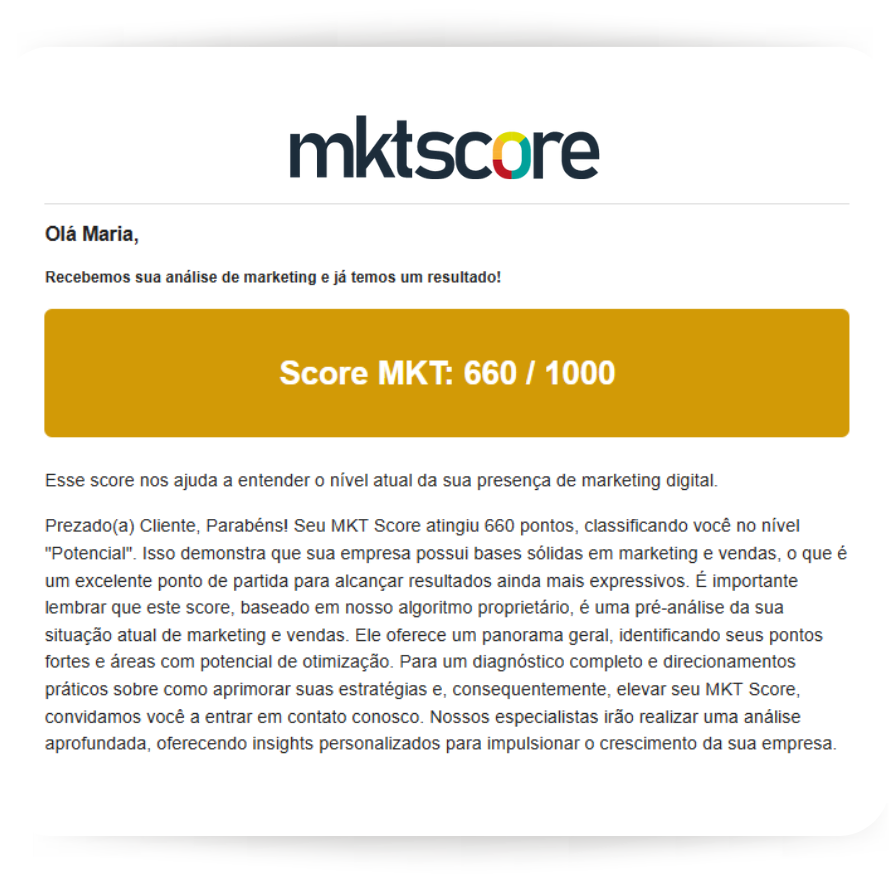 mktscore
Olá Maria,
Recebemos sua análise de marketing e já temos um resultado!
Score MKT: 660 / 1000
Esse score nos ajuda a entender o nível atual da sua presença de marketing digital.
Prezado(a) Cliente, Parabéns! Seu MKT Score atingiu 660 pontos, classificando você no nível
"Potencial". Isso demonstra que sua empresa possui bases sólidas em marketing e vendas, o que é
um excelente ponto de partida para alcançar resultados ainda mais expressivos. É importante
lembrar que este score, baseado em nosso algoritmo proprietário, é uma pré-análise da sua
situação atual de marketing e vendas. Ele oferece um panorama geral, identificando seus pontos
fortes e áreas com potencial de otimização. Para um diagnóstico completo e direcionamentos
práticos sobre como aprimorar suas estratégias e, consequentemente, elevar seu MKT Score,
convidamos você a entrar em contato conosco. Nossos especialistas irão realizar uma análise
aprofundada, oferecendo insights personalizados para impulsionar o crescimento da sua empresa.